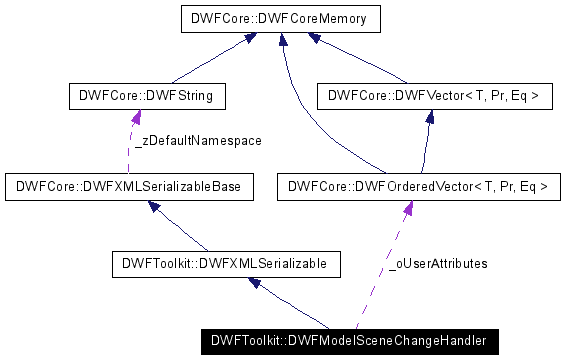 DWFCore::DWFCoreMemory
DWFCore::DWFString
DWFCore::DWFVector< T, Pr, Eq >
_zDefaultNamespace
DWFCore::DWFXMLSerializableBase
DWFCore::DWFOrderedVector< T, Pr, Eq >
DWFToolkit::DWFXMLSerializable
_oUserAttributes
DWFToolkit::DWFModelSceneChangeHandler